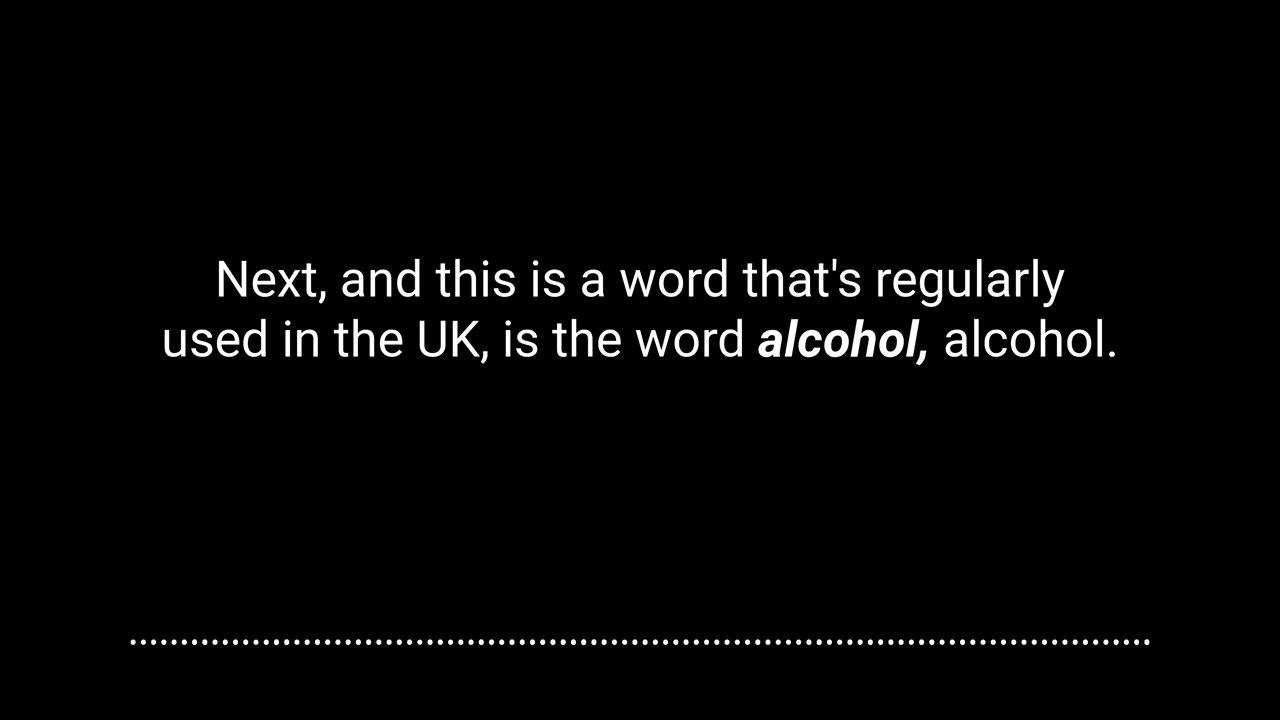 Next, and this is a word that's regularly
used in the UK, is the word alcohol, alcohol.